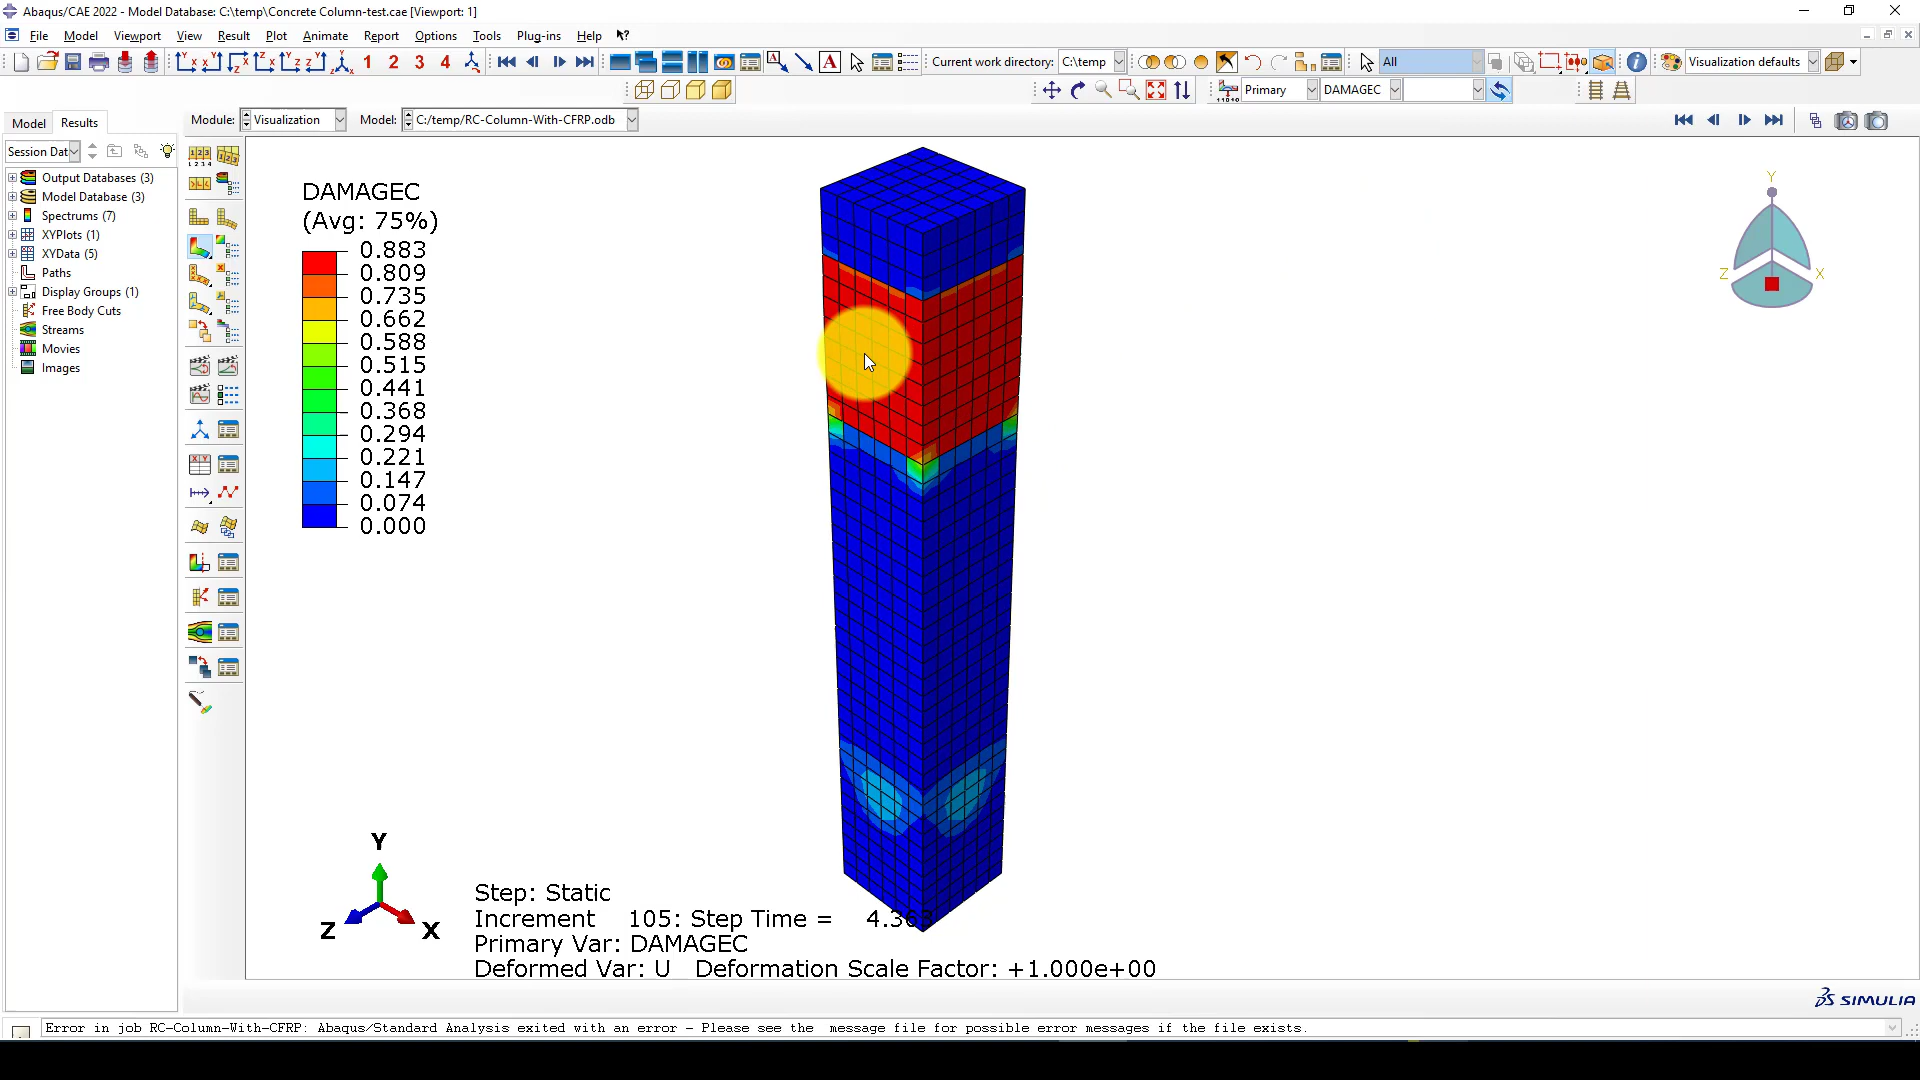 Abaqus/CAE 2022 - Model Database: C:\temp\Concrete Column-test.cae [Viewport: 1]
File Model Viewport View Result Plot Animate Report Options Tools Plug-ins Help
1 2 3 4 Current work directory: C:\temp All Visualization defaults
Primary DAMAGEC
Model Results Module: Visualization Model: C:/temp/RC-Column-With-CFRP.odb
Session Dat
Output Databases (3)
Model Database (3)
Spectrums (7)
XYPlots (1)
XYData (5)
Paths
Display Groups (1)
Free Body Cuts
Streams
Movies
Images
DAMAGEC
(Avg: 75%)
0.883
0.809
0.735
0.662
0.588
0.515
0.441
0.368
0.294
0.221
0.147
0.074
0.000
Y
Z X
Y
Z X
Step: Static
Increment 105: Step Time = 4.363
Primary Var: DAMAGEC
Deformed Var: U Deformation Scale Factor: +1.000e+00
SIMULIA
Error in job RC-Column-With-CFRP: Abaqus/Standard Analysis exited with an error - Please see the message file for possible error messages if the file exists.